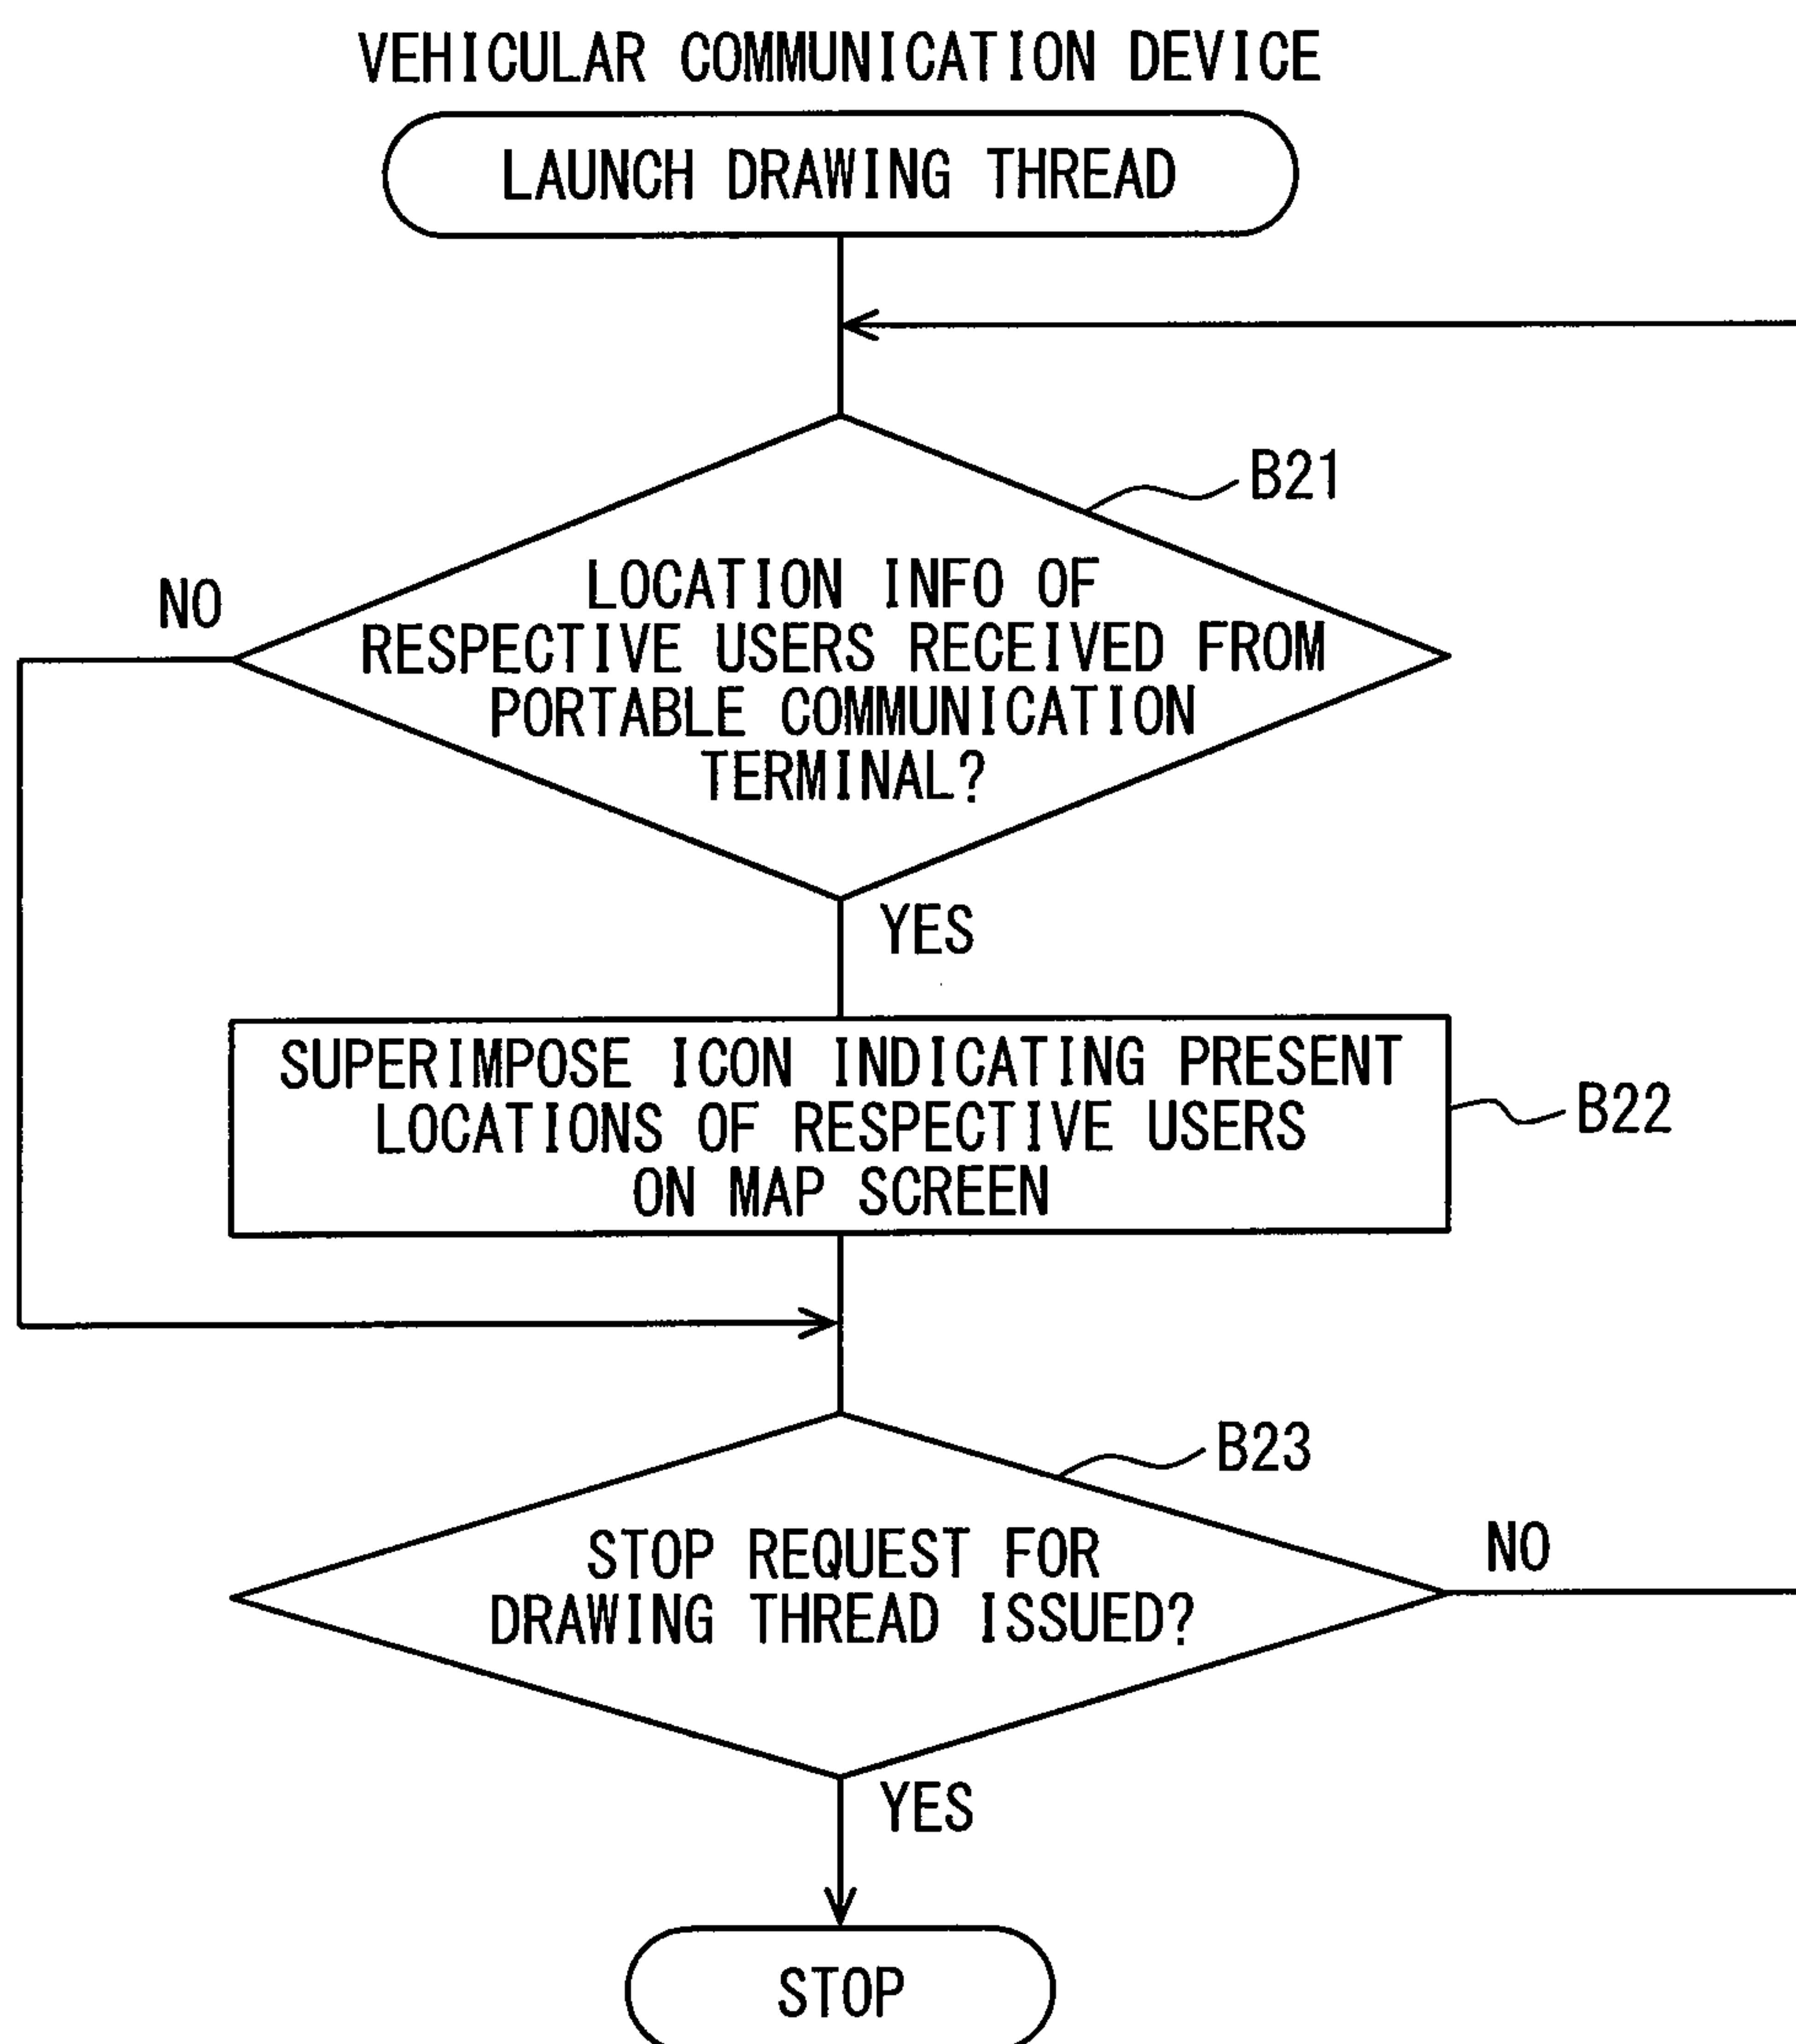 VEHICULAR COMMUNICATION DEVICE
LAUNCH DRAWING THREAD
B21
LOCATION INFO OF
RESPECTIVE USERS RECEIVED FROM
PORTABLE COMMUNICATION
TERMINAL?
NO
YES
SUPERIMPOSE ICON INDICATING PRESENT
LOCATIONS OF RESPECTIVE USERS
ON MAP SCREEN
B22
B23
STOP REQUEST FOR
DRAWING THREAD ISSUED?
NO
YES
STOP